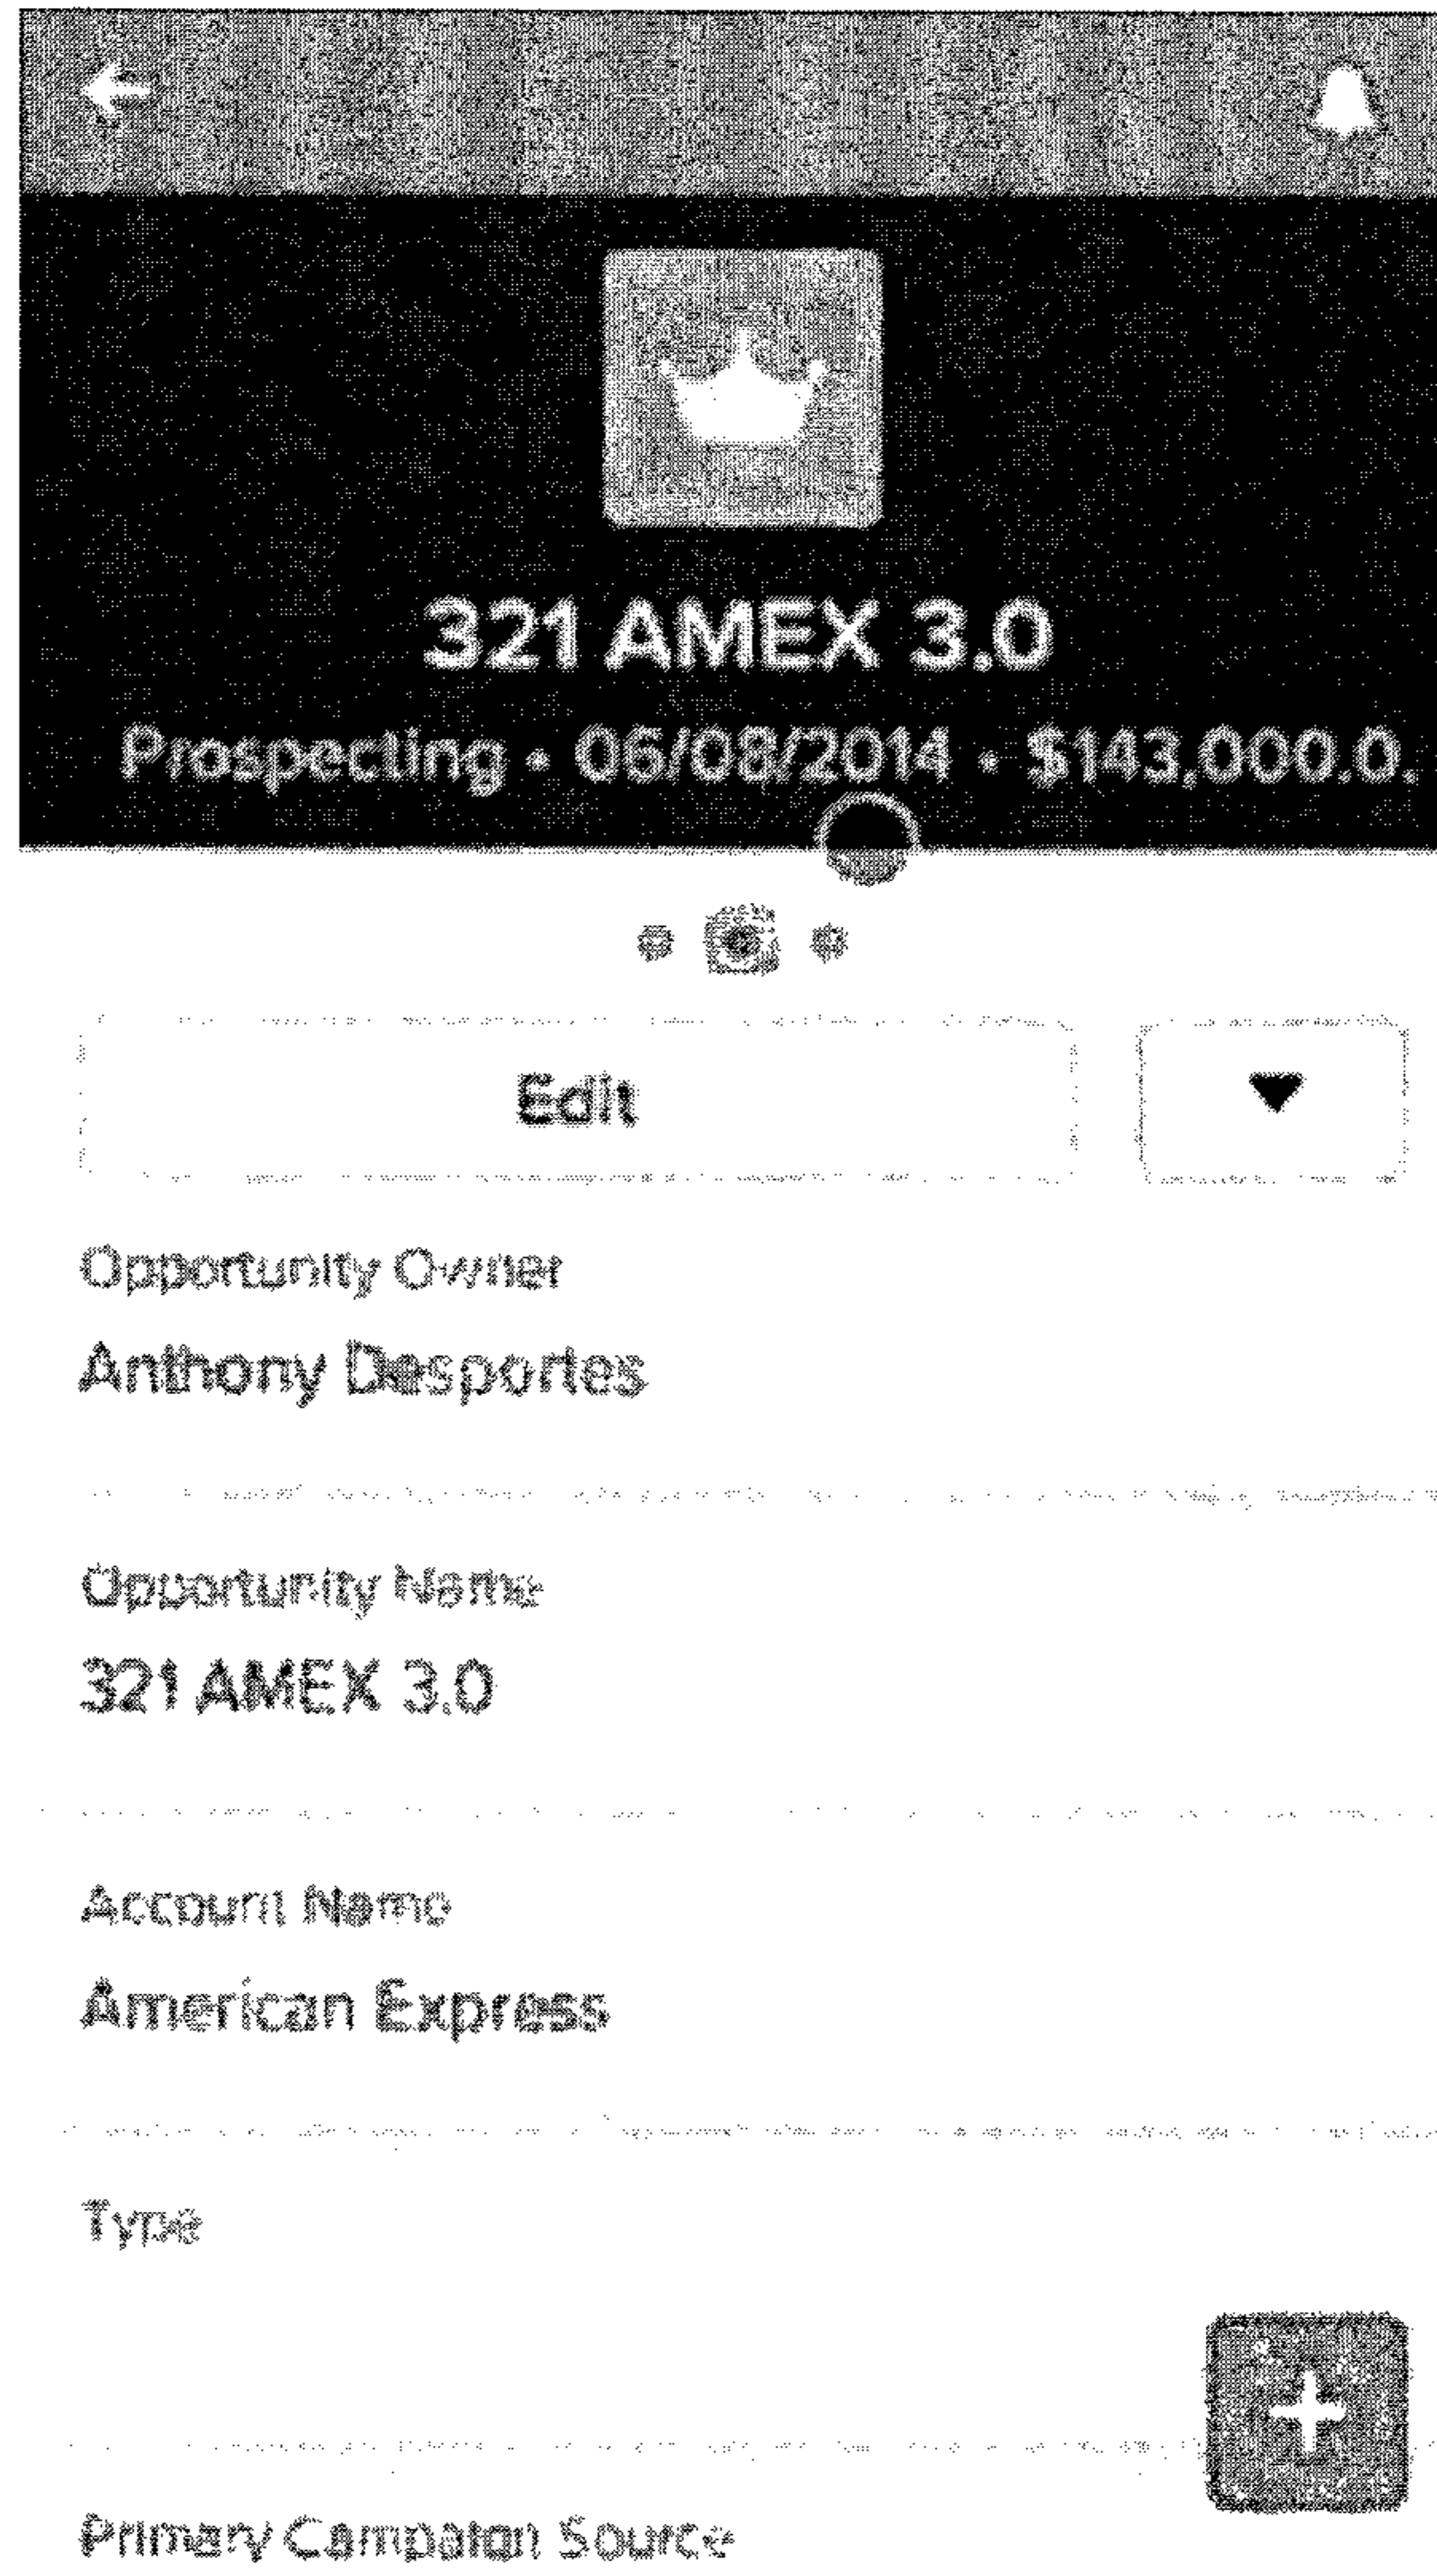 321 AMEX 3.0
Prospecting • 06/08/2014 • $143,000.0.
Edit
Opportunity Owner
Anthony Desportes
Opportunity Name
321 AMEX 3.0
Account Name
American Express
Type
Primary Campaign Source